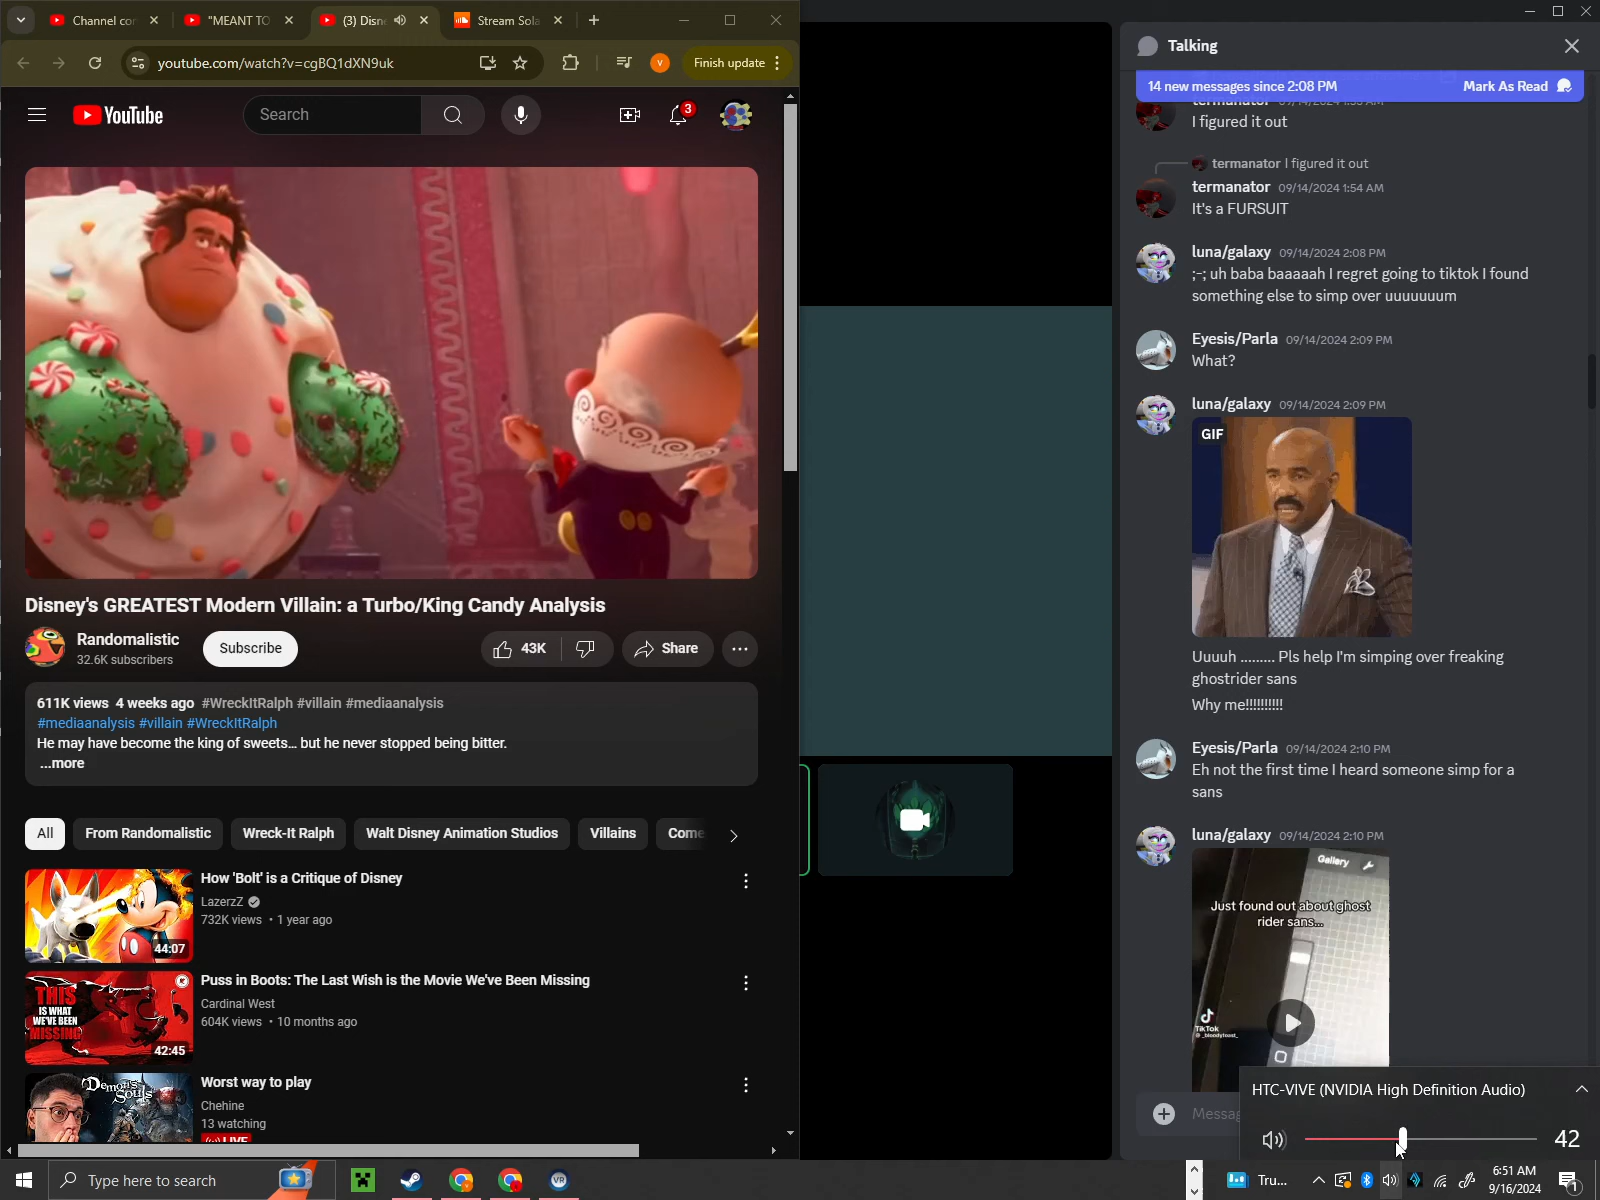 Channel con
"MEANT TO
(3) Disne
Stream Sola
youtube.com/watch?v=cgBQ1dXN9uk
V
Finish update
YouTube
Search
3
Disney's GREATEST Modern Villain: a Turbo/King Candy Analysis
Randomalistic
32.6K subscribers
Subscribe
43K
Share
611K views 4 weeks ago #WreckItRalph #villain #mediaanalysis
#mediaanalysis #villain #WreckItRalph
He may have become the king of sweets... but he never stopped being bitter.
...more
All
From Randomalistic
Wreck-It Ralph
Walt Disney Animation Studios
Villains
Come
How 'Bolt' is a Critique of Disney
LazerzZ
732K views • 1 year ago
44:07
Puss in Boots: The Last Wish is the Movie We've Been Missing
Cardinal West
604K views • 10 months ago
THIS
IS WHAT
WE'VE BEEN
MISSING
42:45
Worst way to play
Chehine
13 watching
LIVE
Demon's
Souls
Talking
14 new messages since 2:08 PM
Mark As Read
I figured it out
termanator I figured it out
termanator 09/14/2024 1:54 AM
It's a FURSUIT
luna/galaxy 09/14/2024 2:08 PM
;-; uh baba baaaaah I regret going to tiktok I found
something else to simp over uuuuuuum
Eyesis/Parla 09/14/2024 2:09 PM
What?
luna/galaxy 09/14/2024 2:09 PM
GIF
Uuuuh ......... Pls help I'm simping over freaking
ghostrider sans
Why me!!!!!!!!!!
Eyesis/Parla 09/14/2024 2:10 PM
Eh not the first time I heard someone simp for a
sans
luna/galaxy 09/14/2024 2:10 PM
Gallery
Just found out about ghost
rider sans...
TikTok
Messag
HTC-VIVE (NVIDIA High Definition Audio)
42
Type here to search
VR
Tru...
6:51 AM
9/16/2024
1